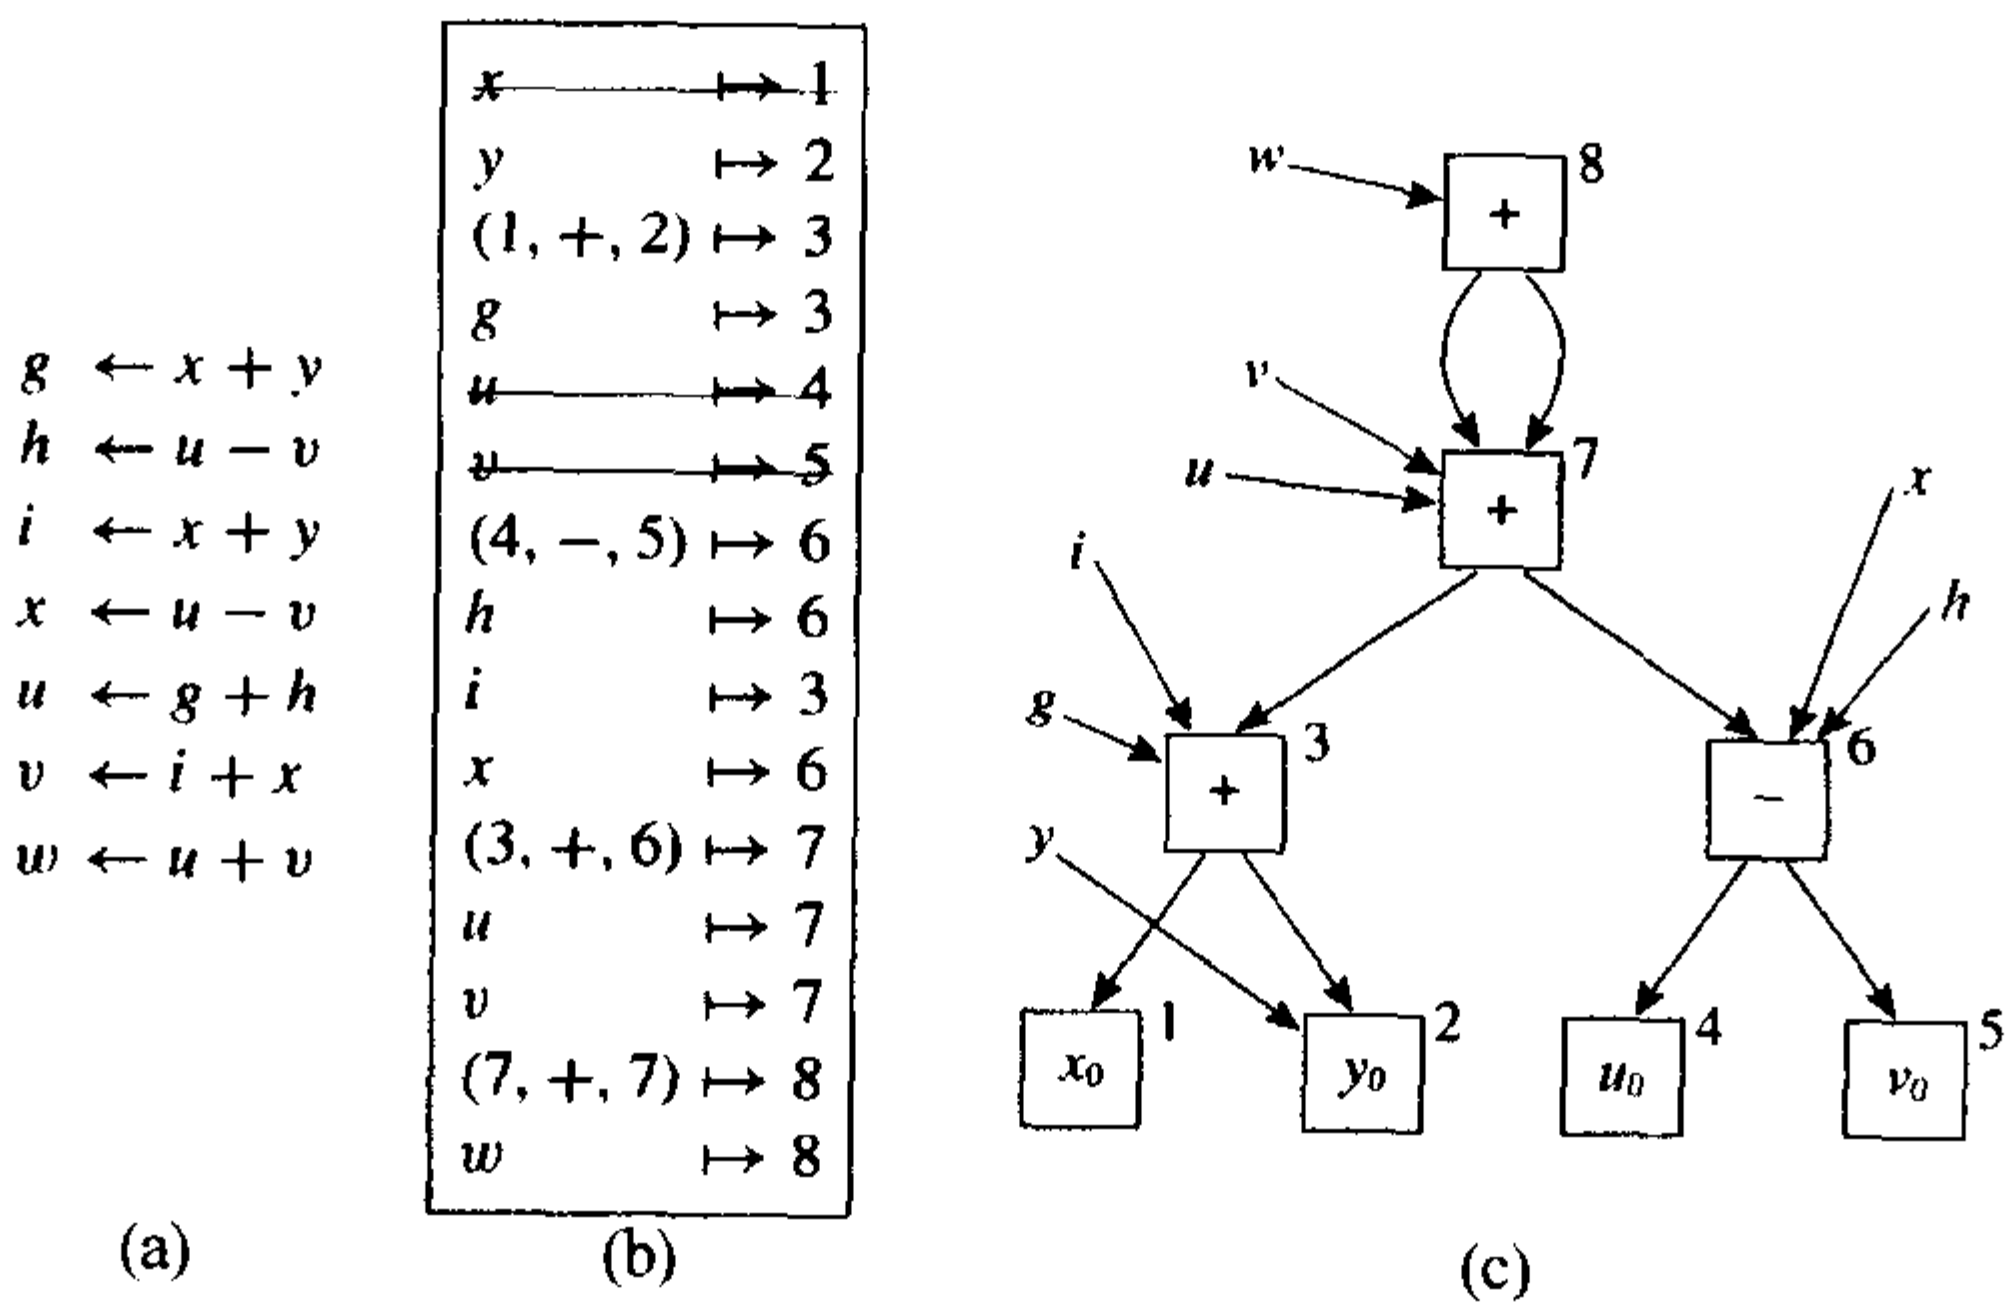 g ← x + y
h ← u − v
i ← x + y
x ← u − v
u ← g + h
v ← i + x
w ← u + v
(a)
x ↦ 1
y ↦ 2
(1, +, 2) ↦ 3
g ↦ 3
u ↦ 4
v ↦ 5
(4, −, 5) ↦ 6
h ↦ 6
i ↦ 3
x ↦ 6
(3, +, 6) ↦ 7
u ↦ 7
v ↦ 7
(7, +, 7) ↦ 8
w ↦ 8
(b)
w
+
8
v
u
+
7
x
i
h
g
+
3
−
6
y
x₀
1
y₀
2
u₀
4
v₀
5
(c)